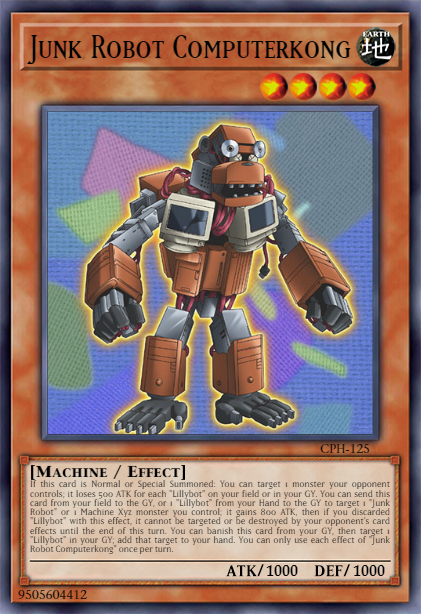 JUNK ROBOT COMPUTERKONG
EARTH
地
CPH-125
[MACHINE / EFFECT]
If this card is Normal or Special Summoned: You can target 1 monster your opponent
controls; it loses 500 ATK for each "Lillybot" on your field or in your GY. You can send this
card from your field to the GY, or 1 "Lillybot" from your Hand to the GY to target 1 "Junk
Robot" or 1 Machine Xyz monster you control; it gains 800 ATK, then if you discarded
"Lillybot" with this effect, it cannot be targeted or be destroyed by your opponent's card
effects until the end of this turn. You can banish this card from your GY, then target 1
"Lillybot" in your GY; add that target to your hand. You can only use each effect of "Junk
Robot Computerkong" once per turn.
ATK/1000 DEF/1000
9505604412